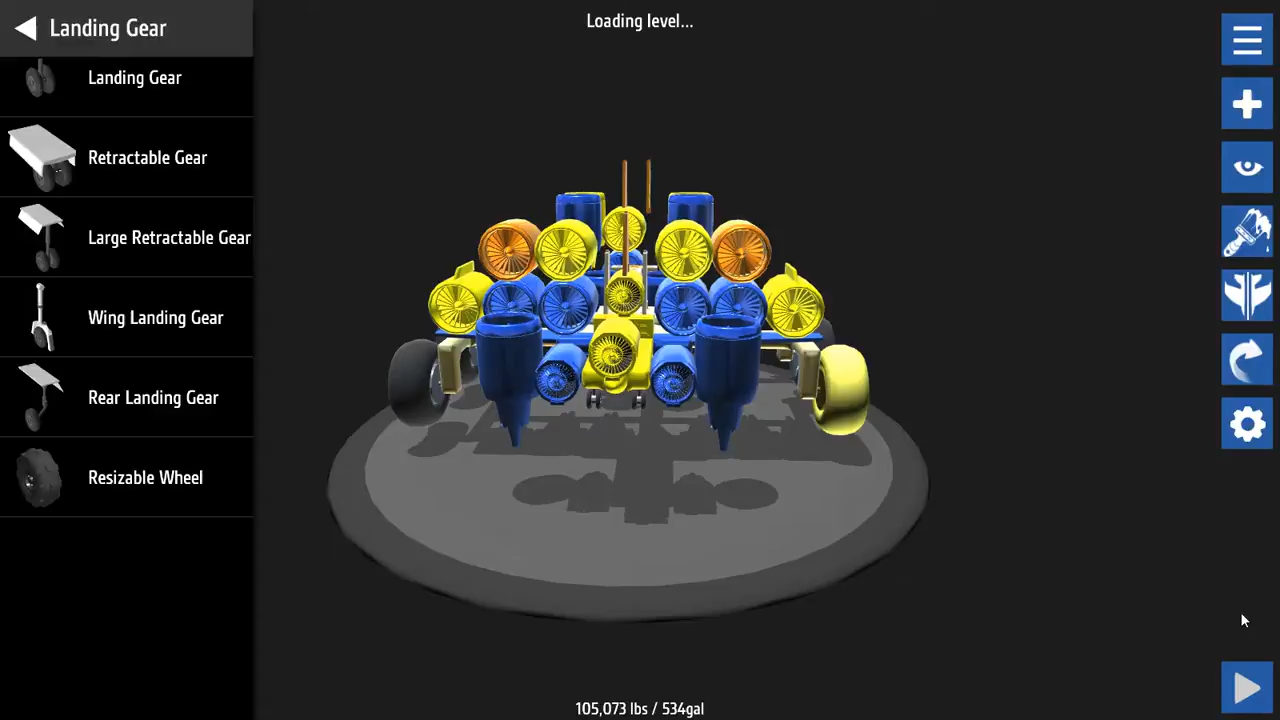 Landing Gear
Loading level...
Landing Gear
Retractable Gear
Large Retractable Gear
Wing Landing Gear
Rear Landing Gear
Resizable Wheel
105,073 lbs / 534gal